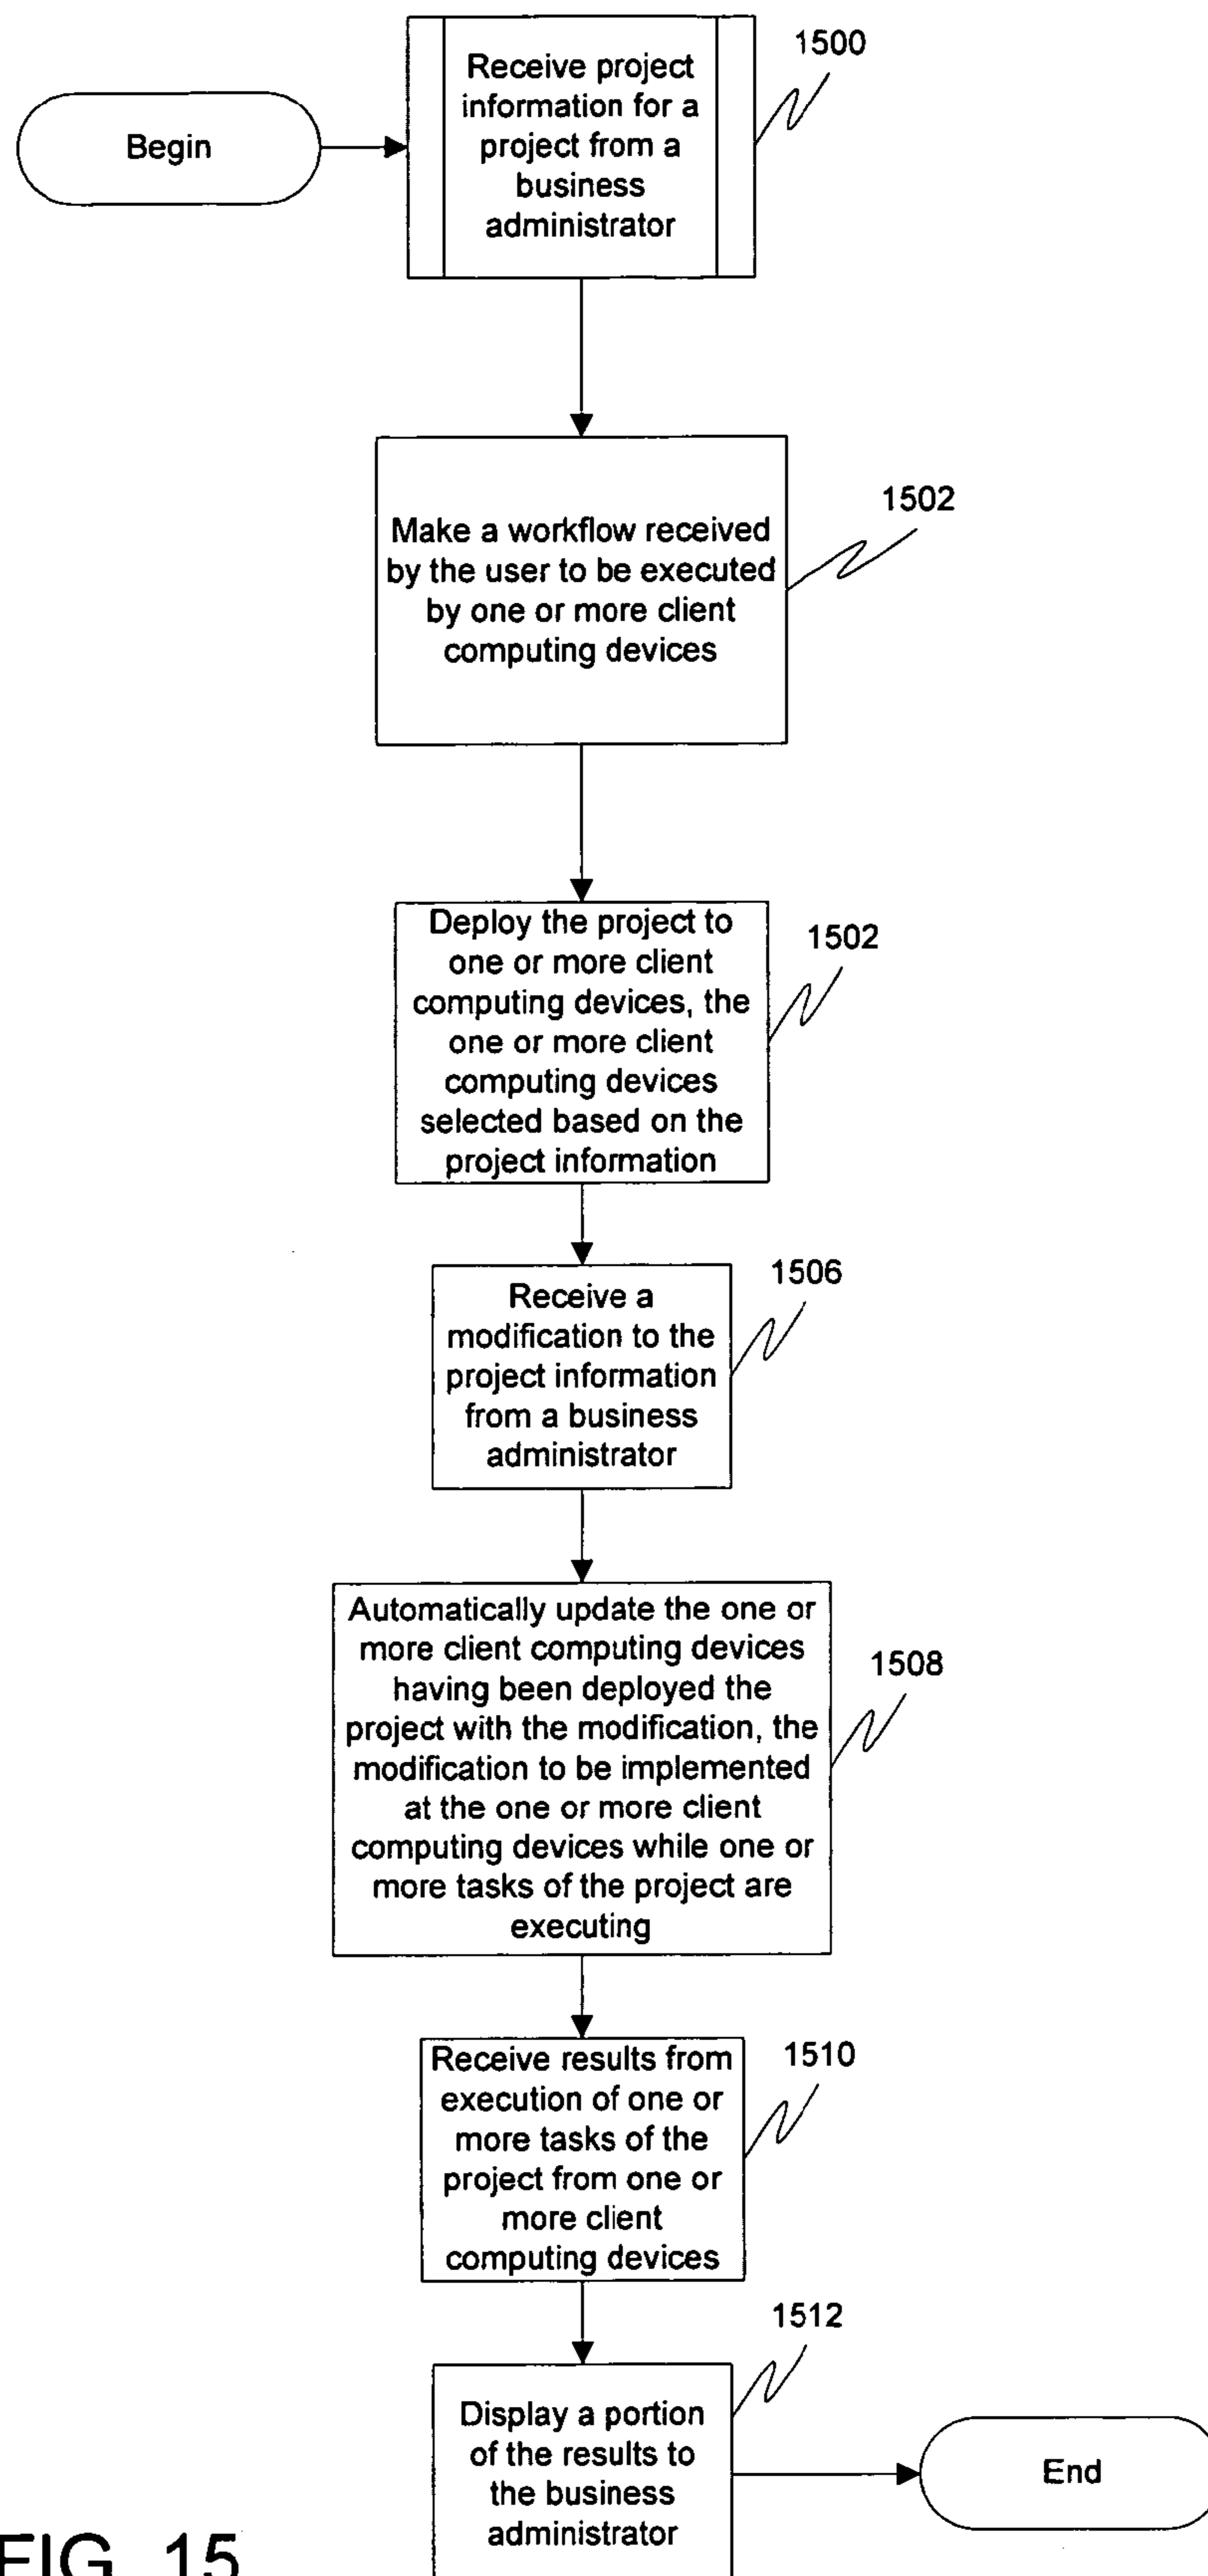 Begin
Receive project
information for a
project from a
business
administrator
1500
Make a workflow received
by the user to be executed
by one or more client
computing devices
1502
Deploy the project to
one or more client
computing devices, the
one or more client
computing devices
selected based on the
project information
1502
Receive a
modification to the
project information
from a business
administrator
1506
Automatically update the one or
more client computing devices
having been deployed the
project with the modification, the
modification to be implemented
at the one or more client
computing devices while one or
more tasks of the project are
executing
1508
Receive results from
execution of one or
more tasks of the
project from one or
more client
computing devices
1510
Display a portion
of the results to
the business
administrator
1512
End
FIG. 15